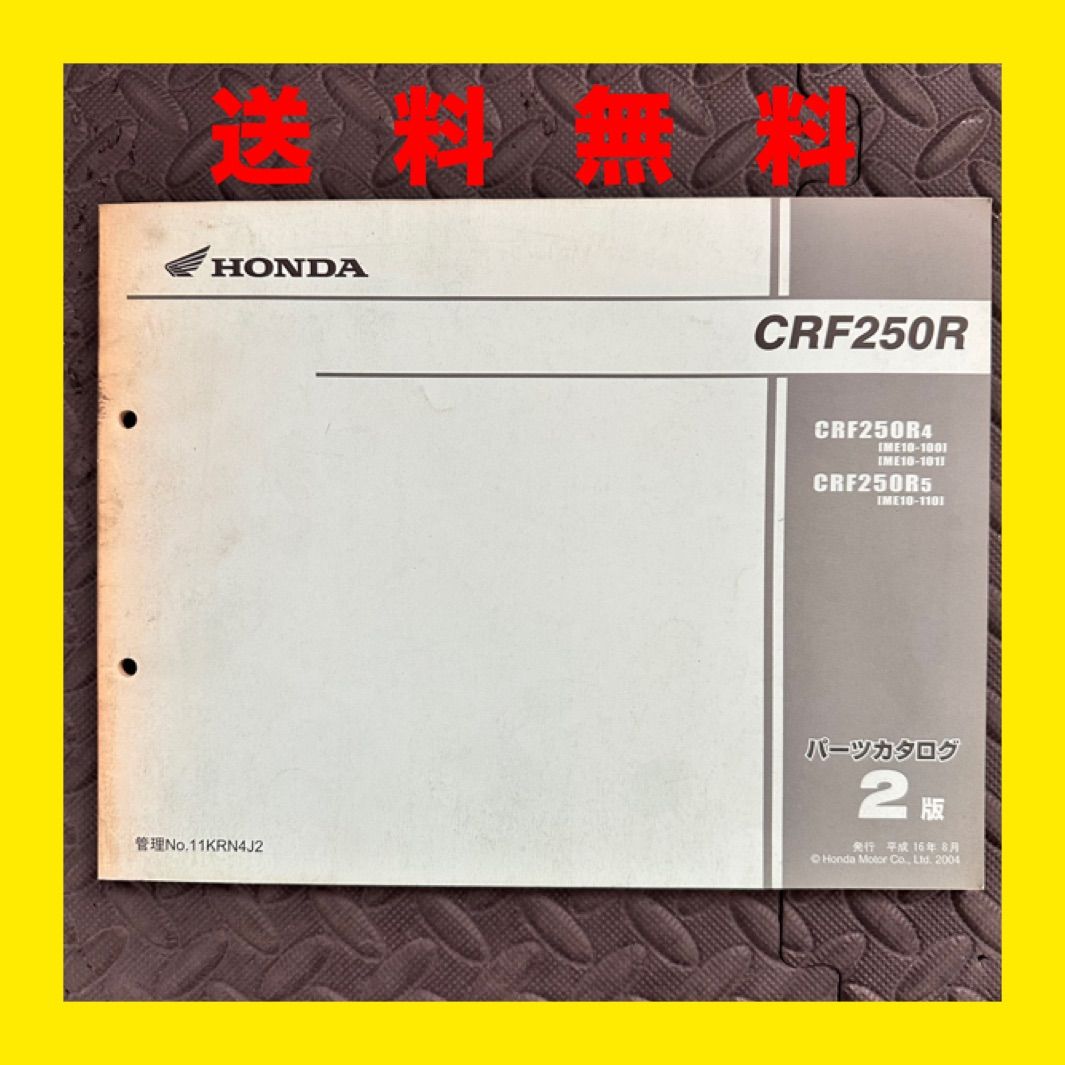 送料無料
HONDA
CRF250R
CRF250R4
[ME10-100]
[ME10-101]
CRF250R5
[ME10-110]
パーツカタログ
2版
管理No.11KRN4J2
発行 平成16年8月
© Honda Motor Co., Ltd. 2004